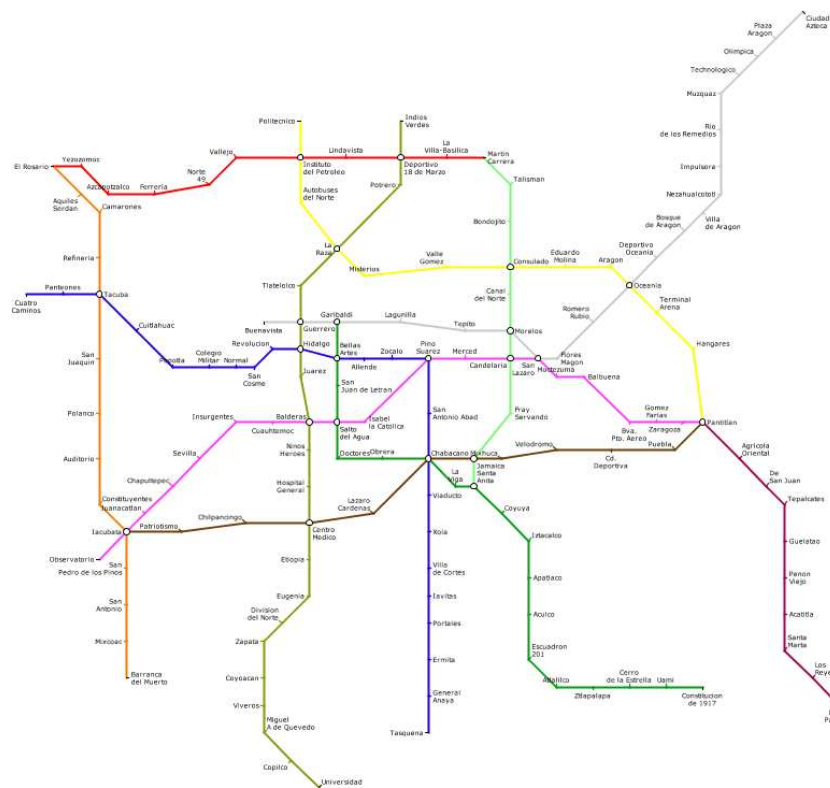 Ciudad
Azteca
Plaza
Aragon
Olimpica
Technologico
Muzquaz
Rio
de los Remedios
Impulsora
Nezahualcototl
Villa
de Aragon
Bosque
de Aragon
Deportivo
Oceania
Oceania
Romero
Rubio
Flores
Magon
Politecnico
Indios
Verdes
Vallejo
Instituto
del Petroleo
Lindavista
Deportivo
18 de Marzo
La
Villa-Basilica
Martin
Carrera
El Rosario
Yezozomoc
Azcapotzalco
Ferreria
Norte
49
Aquiles
Serdan
Camarones
Autobuses
del Norte
Potrero
Talisman
Bondojito
La
Raza
Misterios
Valle
Gomez
Consulado
Eduardo
Molina
Aragon
Terminal
Arena
Hangares
Refineria
Panteones
Cuatro
Caminos
Tacuba
Cuitlahuac
Popotla
Colegio
Militar
Normal
San
Cosme
Revolucion
Tlatelolco
Buenavista
Guerrero
Garibaldi
Lagunilla
Tepito
Canal
del Norte
Morelos
Hidalgo
Bellas
Artes
Allende
Zocalo
Pino
Suarez
Merced
Candelaria
San
Lazaro
Moctezuma
Balbuena
Juarez
San
Juan de Letran
San
Juaquin
Polanco
Auditorio
Insurgentes
Cuauhtemoc
Balderas
Salto
del Agua
Isabel
la Catolica
San
Antonio Abad
Fray
Servando
Gomez
Farias
Bva.
Pto. Aereo
Zaragoza
Pantitlan
Sevilla
Chapultepec
Ninos
Heroes
Doctores
Obrera
Chabacano
Mixhuca
Velodromo
Cd.
Deportiva
Puebla
Agricola
Oriental
Jamaica
La
Viga
Santa
Anita
De
San Juan
Constituyentes
Juanacatlan
Hospital
General
Tepalcates
Iacubata
Patriotismo
Chilpancingo
Lazaro
Cardenas
Centro
Medico
Viaducto
Coyuya
Rola
Iztacalco
Guelatao
Observatorio
San
Pedro de los Pinos
Etiopia
Villa
de Cortes
Apatlaco
Penon
Viejo
San
Antonio
Eugenia
Iavitas
Division
del Norte
Portales
Aculco
Acatitla
Mixcoac
Zapata
Ermita
Escuadron
201
Santa
Marta
Barranca
del Muerto
Coyoacan
General
Anaya
Atlalilco
Zitapalapa
Cerro
de la Estrella
Uami
Constitucion
de 1917
Los
Viveros
Miguel
A de Quevedo
Tasquena
Copilco
Universidad